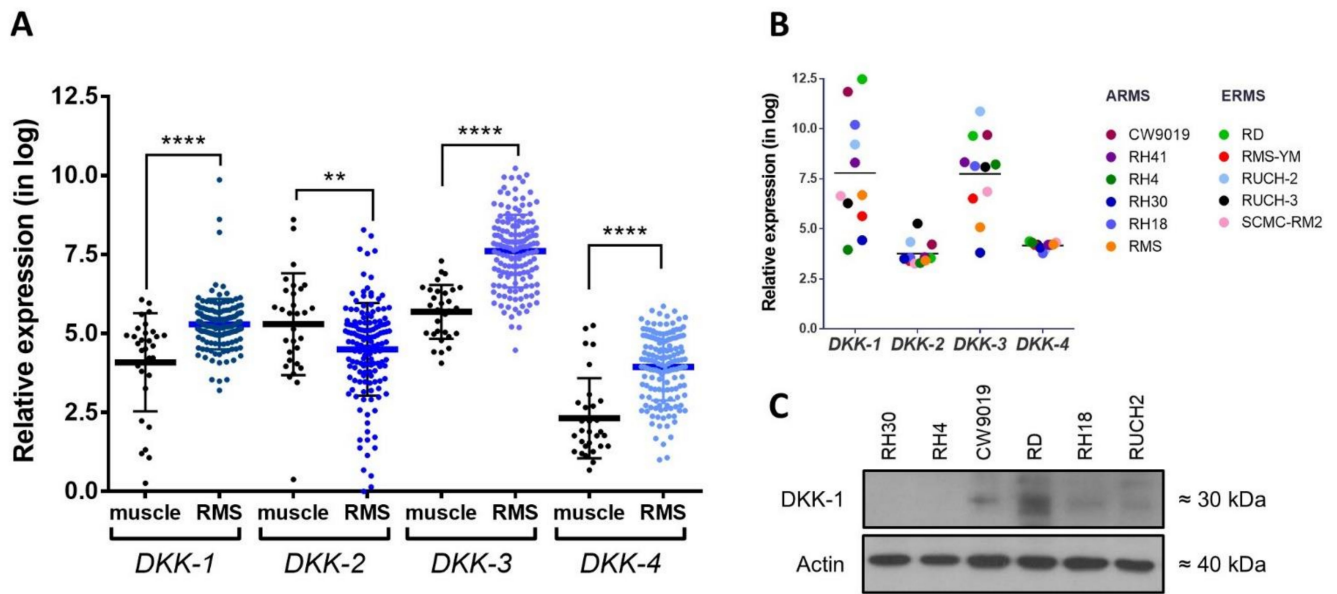 A
Relative expression (in log)
12.5
10.0
7.5
5.0
2.5
0.0
****
**
****
****
muscle RMS muscle RMS muscle RMS muscle RMS
DKK-1 DKK-2 DKK-3 DKK-4
B
Relative expression (in log)
12.5
10.0
7.5
5.0
2.5
0.0
DKK-1 DKK-2 DKK-3 DKK-4
ARMS
CW9019
RH41
RH4
RH30
RH18
RMS
ERMS
RD
RMS-YM
RUCH-2
RUCH-3
SCMC-RM2
C
RH30 RH4 CW9019 RD RH18 RUCH2
DKK-1 ≈ 30 kDa
Actin ≈ 40 kDa